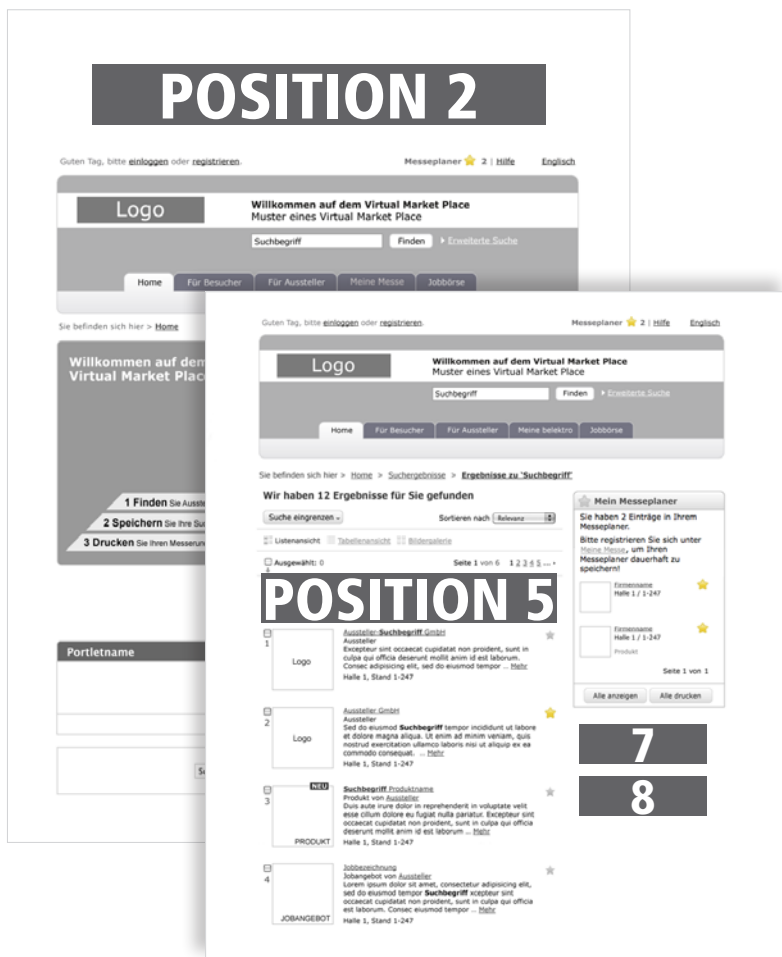 POSITION 2
Guten Tag, bitte einloggen oder registrieren.
Messeplaner 2 | Hilfe Englisch
Logo
Willkommen auf dem Virtual Market Place
Muster eines Virtual Market Place
Suchbegriff Finden Erweiterte Suche
Home Für Besucher Für Aussteller Meine Messe Jobbörse
Sie befinden sich hier > Home
Willkommen auf dem
Virtual Market Plac
1 Finden Sie Ausste
2 Speichern Sie Ihre Su
3 Drucken Sie Ihren Messerun
Portletname
Guten Tag, bitte einloggen oder registrieren.
Messeplaner 2 | Hilfe Englisch
Logo
Willkommen auf dem Virtual Market Place
Muster eines Virtual Market Place
Suchbegriff Finden Erweiterte Suche
Home Für Besucher Für Aussteller Meine belektro Jobbörse
Sie befinden sich hier > Home > Suchergebnisse > Ergebnisse zu 'Suchbegriff'
Wir haben 12 Ergebnisse für Sie gefunden
Suche eingrenzen
Sortieren nach Relevanz
Listenansicht Tabellenansicht Bildergalerie
Ausgewählt: 0
Seite 1 von 6 1 2 3 4 5 ...
POSITION 5
1
Logo
Aussteller-Suchbegriff GmbH
Aussteller
Excepteur sint occaecat cupidatat non proident, sunt in
culpa qui officia deserunt mollit anim id est laborum.
Consec adipisicing elit, sed do eiusmod tempor ... Mehr
Halle 1, Stand 1-247
2
Logo
Aussteller GmbH
Aussteller
Sed do eiusmod Suchbegriff tempor incididunt ut labore
et dolore magna aliqua. Ut enim ad minim veniam, quis
nostrud exercitation ullamco laboris nisi ut aliquip ex ea
commodo consequat. ... Mehr
Halle 1, Stand 1-247
3
NEU
PRODUKT
Suchbegriff Produktname
Produkt von Aussteller
Duis aute irure dolor in reprehenderit in voluptate velit
esse cillum dolore eu fugiat nulla pariatur. Excepteur sint
occaecat cupidatat non proident, sunt in culpa qui officia
deserunt mollit anim id est laborum ... Mehr
Halle 1, Stand 1-247
4
JOBANGEBOT
Jobbezeichnung
Jobangebot von Aussteller
Lorem ipsum dolor sit amet, consectetur adipisicing elit,
sed do eiusmod tempor Suchbegriff xcepteur sint
occaecat cupidatat non proident, sunt in culpa qui officia
est laborum. Consec eiusmod tempor ... Mehr
Halle 1, Stand 1-247
Mein Messeplaner
Sie haben 2 Einträge in Ihrem
Messeplaner.
Bitte registrieren Sie sich unter
Meine Messe, um Ihren
Messeplaner dauerhaft zu
speichern!
Firmenname
Halle 1 / 1-247
Firmenname
Halle 1 / 1-247
Produkt
Seite 1 von 1
Alle anzeigen Alle drucken
7
8